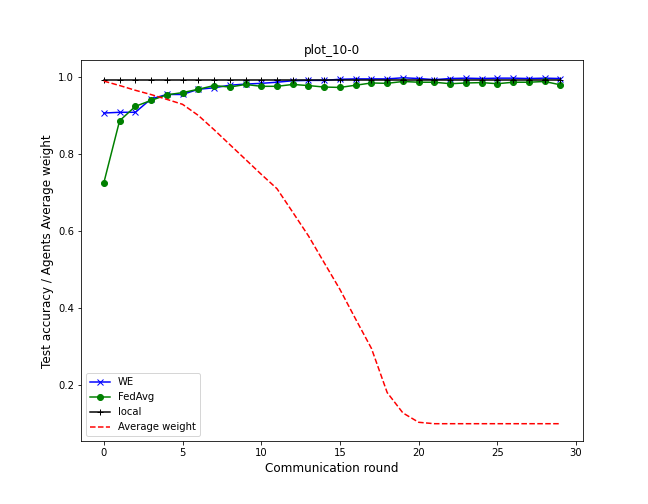 plot_10-0
1.0
0.8
0.6
0.4
0.2
Test accuracy / Agents Average weight
WE
FedAvg
local
Average weight
0 5 10 15 20 25 30
Communication round